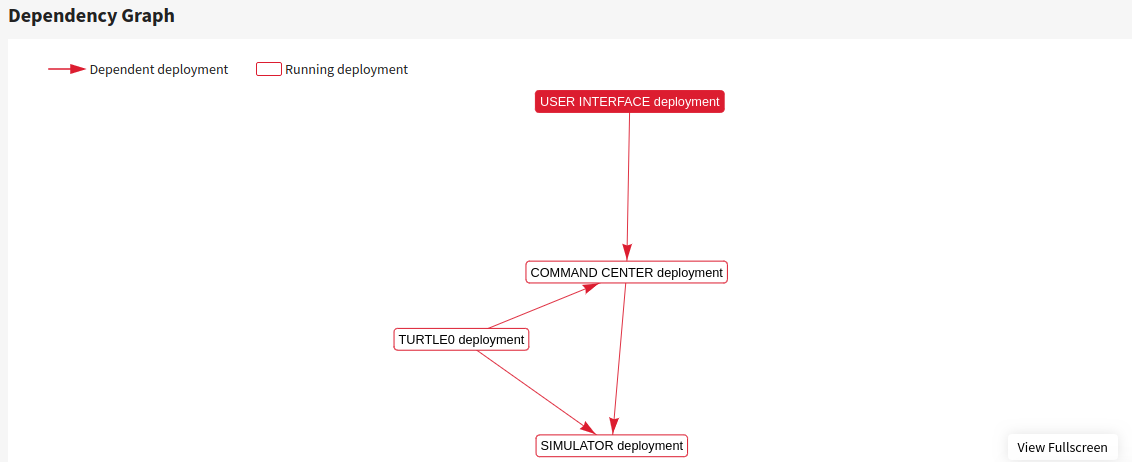 Dependency Graph
Dependent deployment
Running deployment
USER INTERFACE deployment
COMMAND CENTER deployment
TURTLE0 deployment
SIMULATOR deployment
View Fullscreen